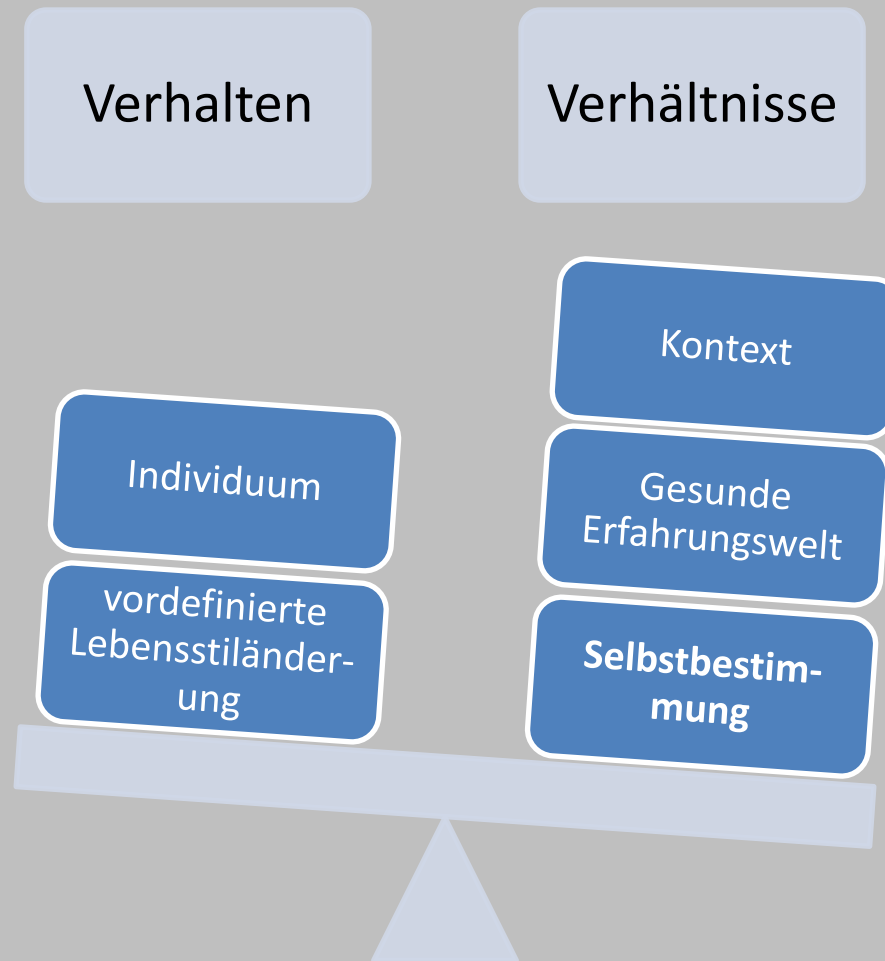 Verhalten
Verhältnisse
Individuum
vordefinierte
Lebensstiländer-
ung
Kontext
Gesunde
Erfahrungswelt
Selbstbestim-
mung